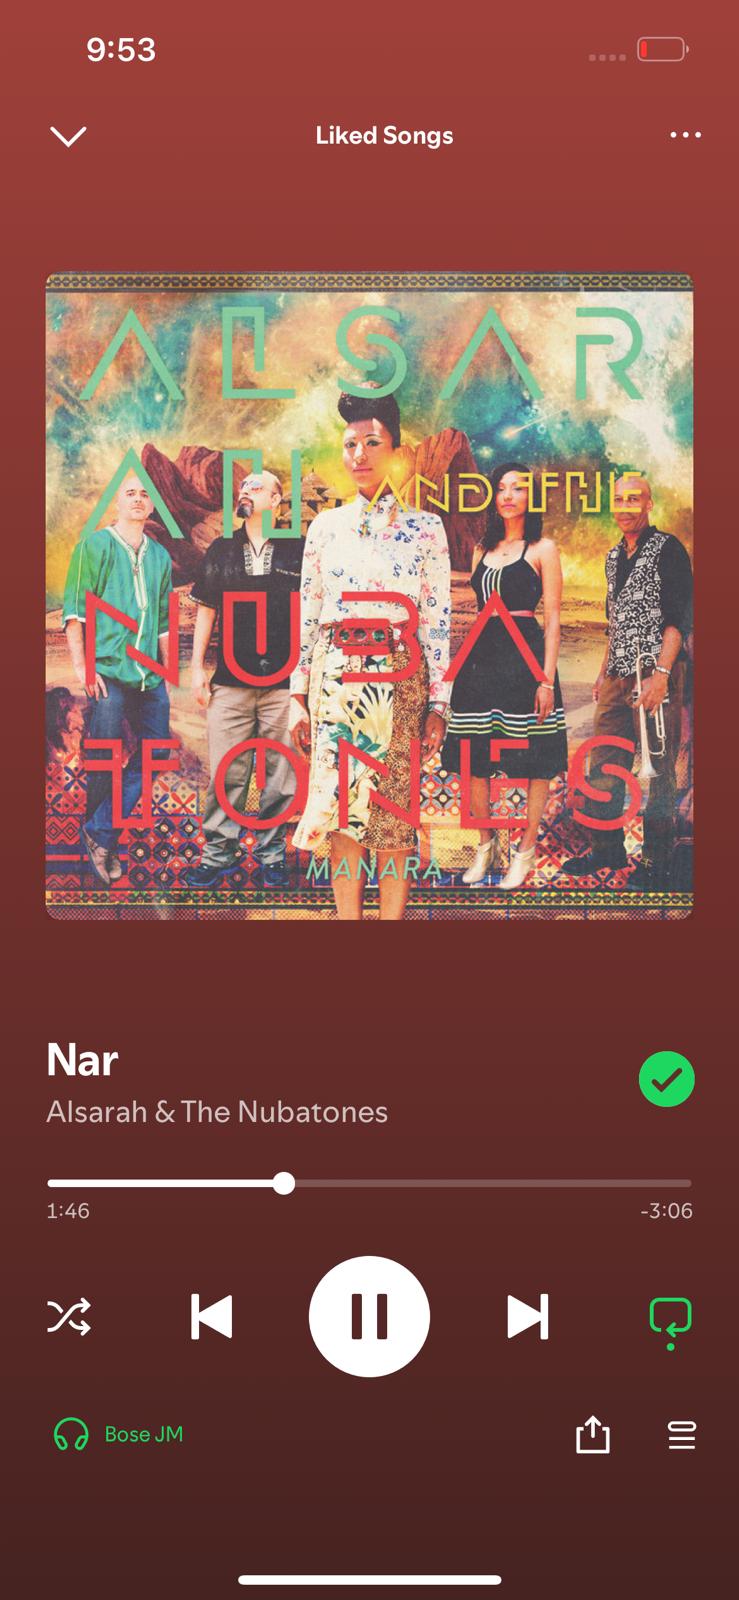 9:53
Liked Songs
ALSAR
AH AND THE
NUBA
TONES
MANARA
Nar
Alsarah & The Nubatones
1:46 -3:06
Bose JM